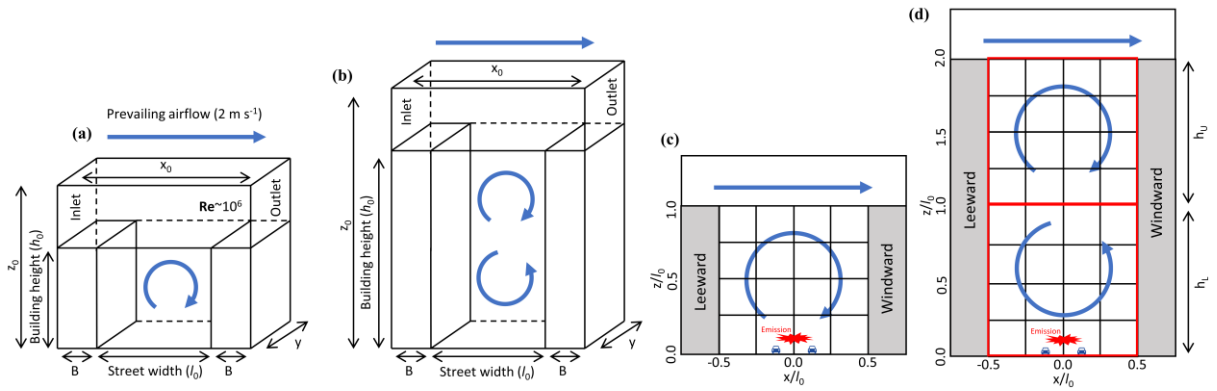 (a)
Prevailing airflow (2 m s⁻¹)
x₀
Inlet
Re~10⁶
Outlet
z₀
Building height (h₀)
B
Street width (l₀)
B
y
(b)
x₀
Inlet
Outlet
z₀
Building height (h₀)
B
Street width (l₀)
B
y
(c)
z/l₀
1.0
0.5
0.0
Leeward
Windward
Emission
-0.5
0.0
0.5
x/l₀
(d)
z/l₀
2.0
1.5
1.0
0.5
0.0
Leeward
Windward
Emission
-0.5
0.0
0.5
x/l₀
h_U
h_L